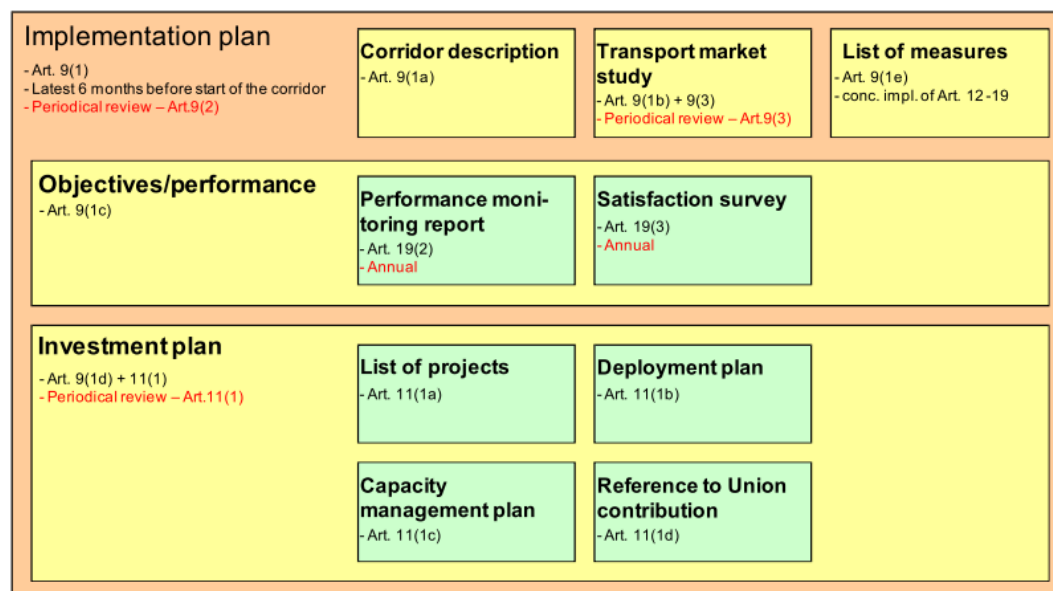 Implementation plan
- Art. 9(1)
- Latest 6 months before start of the corridor
- Periodical review – Art.9(2)
Corridor description
- Art. 9(1a)
Transport market
study
- Art. 9(1b) + 9(3)
- Periodical review – Art.9(3)
List of measures
- Art. 9(1e)
- conc. impl. of Art. 12-19
Objectives/performance
- Art. 9(1c)
Performance moni-
toring report
- Art. 19(2)
- Annual
Satisfaction survey
- Art. 19(3)
- Annual
Investment plan
- Art. 9(1d) + 11(1)
- Periodical review – Art.11(1)
List of projects
- Art. 11(1a)
Deployment plan
- Art. 11(1b)
Capacity
management plan
- Art. 11(1c)
Reference to Union
contribution
- Art. 11(1d)